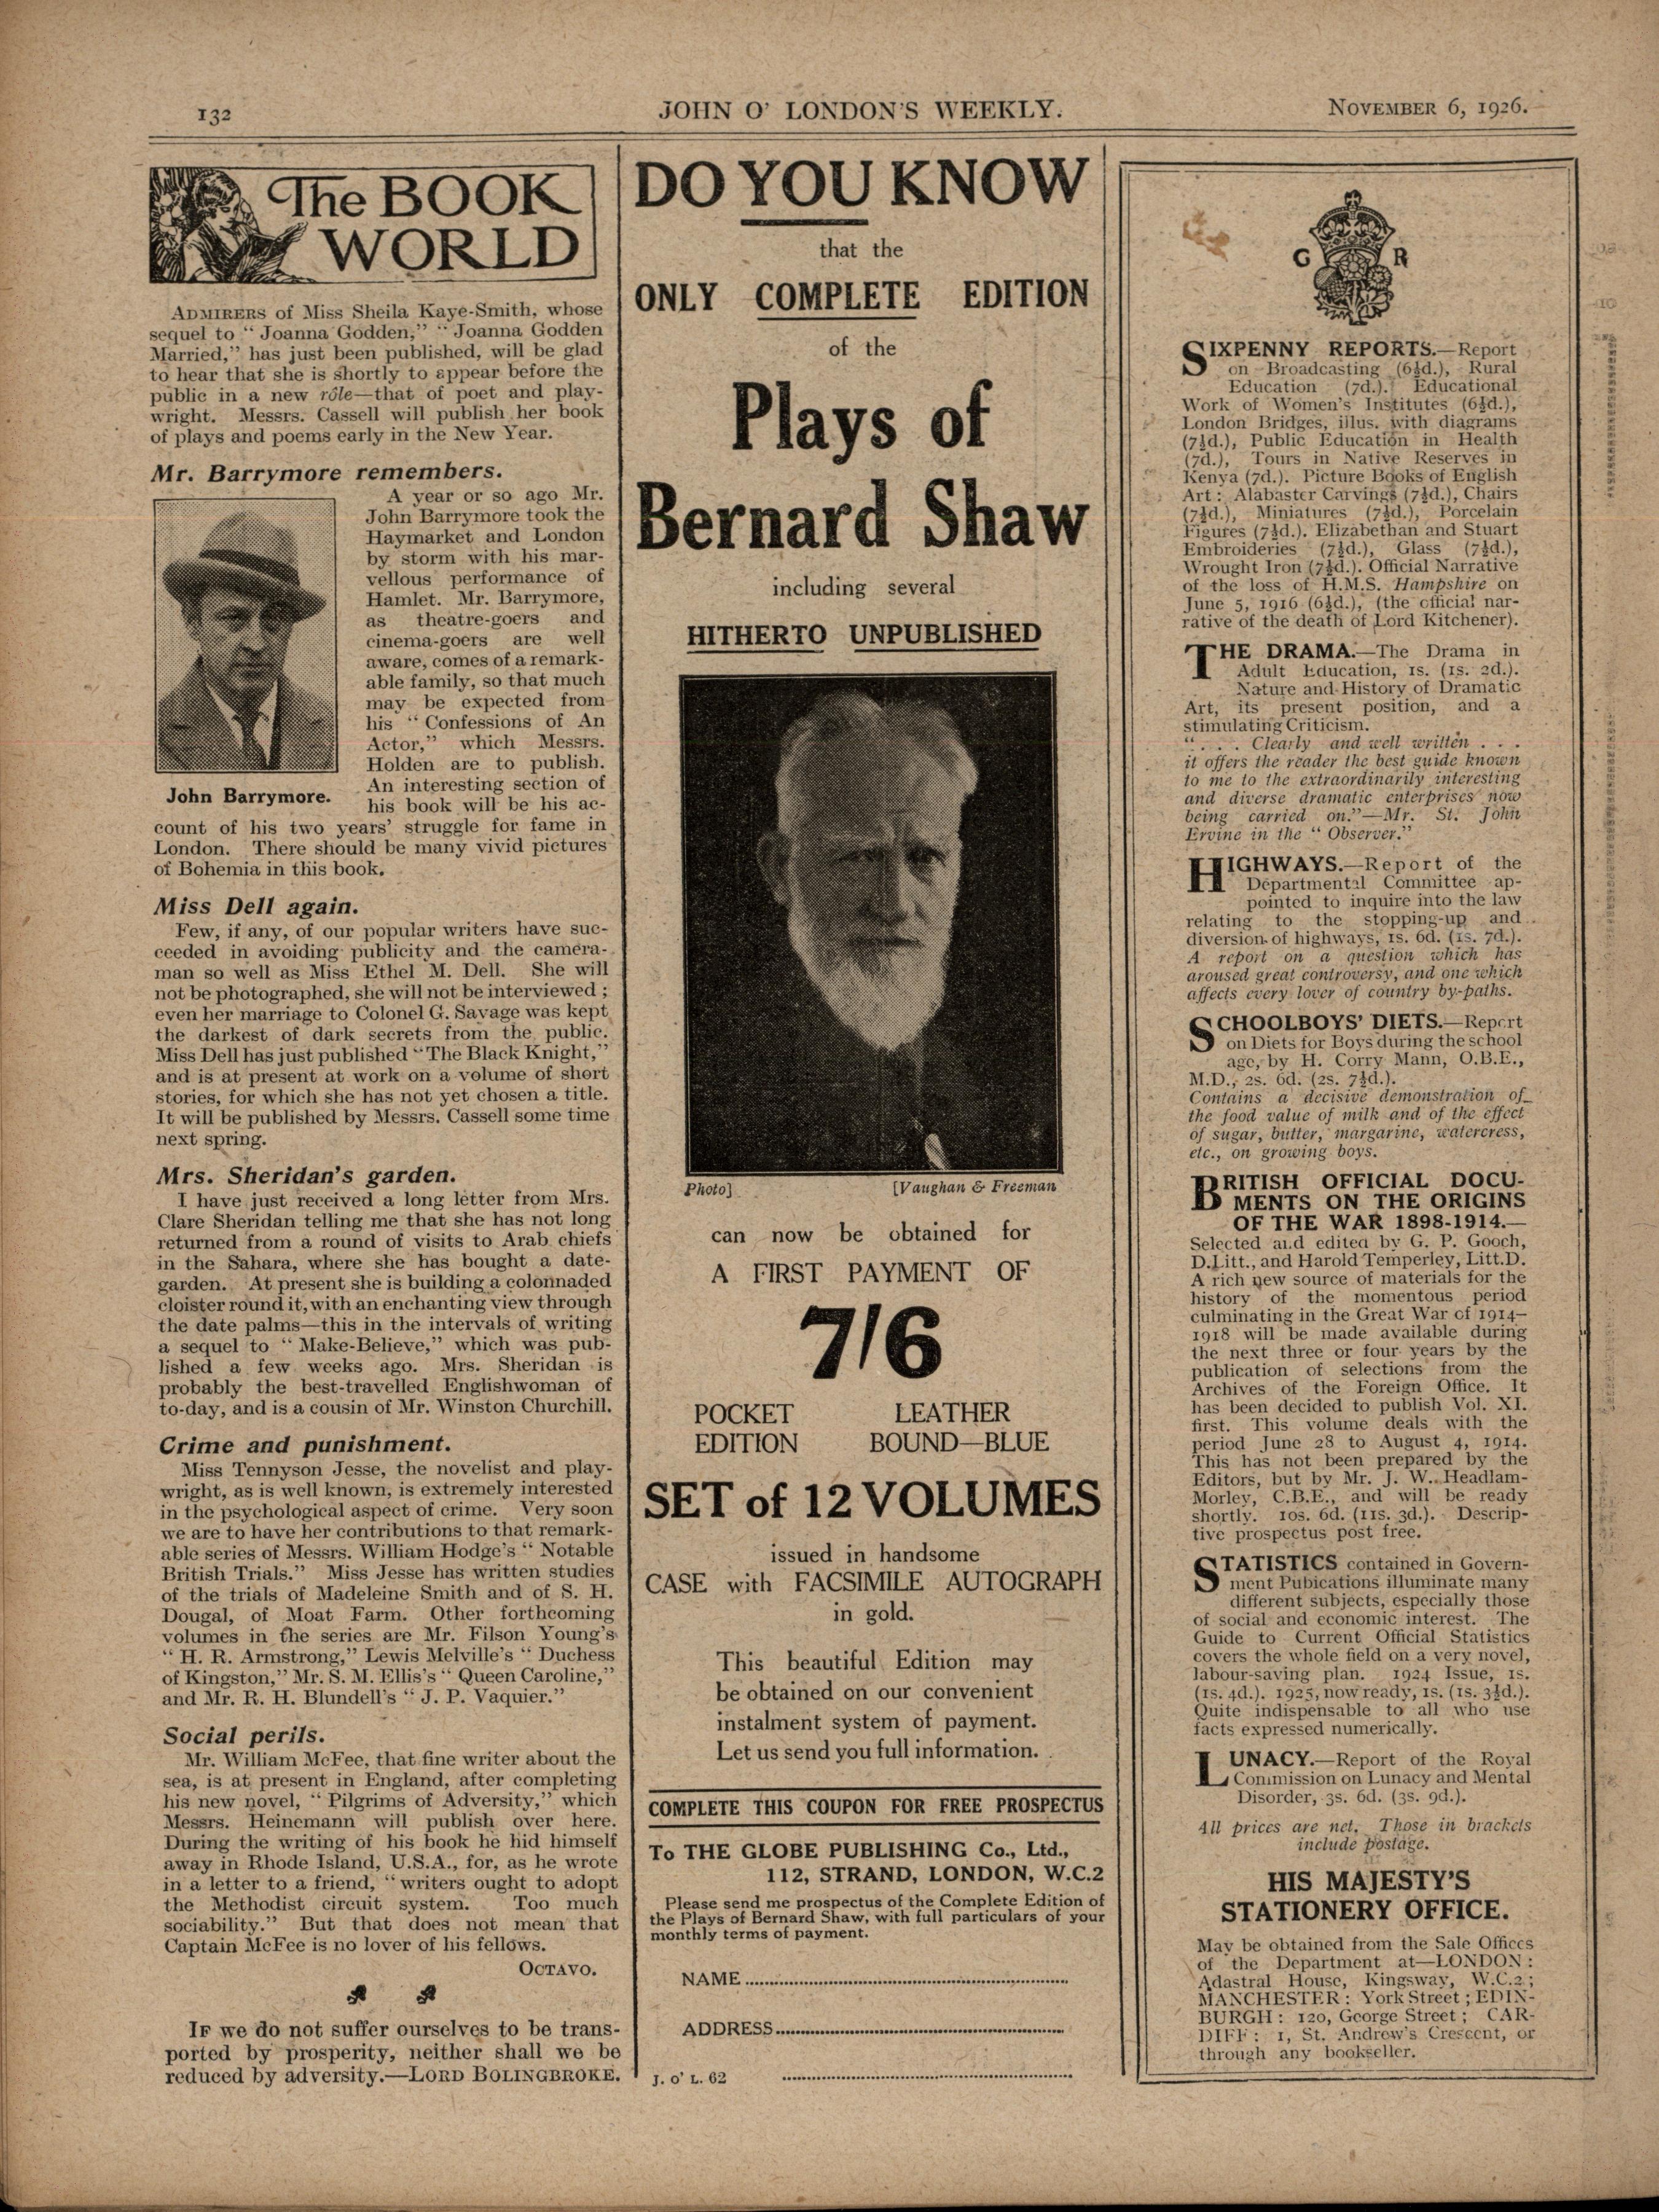 132
JOHN O' LONDON'S WEEKLY.
NOVEMBER 6, 1926.
The BOOK
WORLD
ADMIRERS of Miss Sheila Kaye-Smith, whose
sequel to “ Joanna Godden,” “ Joanna Godden
Married,” has just been published, will be glad
to hear that she is shortly to appear before the
public in a new rôle—that of poet and play-
wright. Messrs. Cassell will publish her book
of plays and poems early in the New Year.
Mr. Barrymore remembers.
A year or so ago Mr.
John Barrymore took the
Haymarket and London
by storm with his mar-
vellous performance of
Hamlet. Mr. Barrymore,
as theatre-goers and
cinema-goers are well
aware, comes of a remark-
able family, so that much
may be expected from
his “ Confessions of An
Actor,” which Messrs.
Holden are to publish.
An interesting section of
his book will be his ac-
John Barrymore.
count of his two years' struggle for fame in
London. There should be many vivid pictures
of Bohemia in this book.
Miss Dell again.
Few, if any, of our popular writers have suc-
ceeded in avoiding publicity and the camera-
man so well as Miss Ethel M. Dell. She will
not be photographed, she will not be interviewed ;
even her marriage to Colonel G. Savage was kept
the darkest of dark secrets from the public.
Miss Dell has just published “ The Black Knight,”
and is at present at work on a volume of short
stories, for which she has not yet chosen a title.
It will be published by Messrs. Cassell some time
next spring.
Mrs. Sheridan's garden.
I have just received a long letter from Mrs.
Clare Sheridan telling me that she has not long
returned from a round of visits to Arab chiefs
in the Sahara, where she has bought a date-
garden. At present she is building a colonnaded
cloister round it, with an enchanting view through
the date palms—this in the intervals of writing
a sequel to “ Make-Believe,” which was pub-
lished a few weeks ago. Mrs. Sheridan is
probably the best-travelled Englishwoman of
to-day, and is a cousin of Mr. Winston Churchill.
Crime and punishment.
Miss Tennyson Jesse, the novelist and play-
wright, as is well known, is extremely interested
in the psychological aspect of crime. Very soon
we are to have her contributions to that remark-
able series of Messrs. William Hodge's “ Notable
British Trials.” Miss Jesse has written studies
of the trials of Madeleine Smith and of S. H.
Dougal, of Moat Farm. Other forthcoming
volumes in the series are Mr. Filson Young's
“ H. R. Armstrong,” Lewis Melville's “ Duchess
of Kingston,” Mr. S. M. Ellis's “ Queen Caroline,”
and Mr. R. H. Blundell's “ J. P. Vaquier.”
Social perils.
Mr. William McFee, that fine writer about the
sea, is at present in England, after completing
his new novel, “ Pilgrims of Adversity,” which
Messrs. Heinemann will publish over here.
During the writing of his book he hid himself
away in Rhode Island, U.S.A., for, as he wrote
in a letter to a friend, “ writers ought to adopt
the Methodist circuit system. Too much
sociability.” But that does not mean that
Captain McFee is no lover of his fellows.
OCTAVO.
IF we do not suffer ourselves to be trans-
ported by prosperity, neither shall we be
reduced by adversity.—LORD BOLINGBROKE.
DO YOU KNOW
that the
ONLY COMPLETE EDITION
of the
Plays of
Bernard Shaw
including several
HITHERTO UNPUBLISHED
Photo] [Vaughan & Freeman
can now be obtained for
A FIRST PAYMENT OF
7/6
POCKET LEATHER
EDITION BOUND—BLUE
SET of 12 VOLUMES
issued in handsome
CASE with FACSIMILE AUTOGRAPH
in gold.
This beautiful Edition may
be obtained on our convenient
instalment system of payment.
Let us send you full information.
COMPLETE THIS COUPON FOR FREE PROSPECTUS
To THE GLOBE PUBLISHING Co., Ltd.,
112, STRAND, LONDON, W.C.2
Please send me prospectus of the Complete Edition of
the Plays of Bernard Shaw, with full particulars of your
monthly terms of payment.
NAME
ADDRESS
J. O' L. 62
G R
SIXPENNY REPORTS.—Report
on Broadcasting (6½d.), Rural
Education (7d.). Educational
Work of Women's Institutes (6½d.),
London Bridges, illus. with diagrams
(7½d.), Public Education in Health
(7d.), Tours in Native Reserves in
Kenya (7d.). Picture Books of English
Art : Alabaster Carvings (7½d.), Chairs
(7½d.), Miniatures (7½d.), Porcelain
Figures (7½d.). Elizabethan and Stuart
Embroideries (7½d.), Glass (7½d.),
Wrought Iron (7½d.). Official Narrative
of the loss of H.M.S. Hampshire on
June 5, 1916 (6½d.), (the official nar-
rative of the death of Lord Kitchener).
THE DRAMA.—The Drama in
Adult Education, 1s. (1s. 2d.).
Nature and History of Dramatic
Art, its present position, and a
stimulating Criticism.
“. . . . Clearly and well written . . .
it offers the reader the best guide known
to me to the extraordinarily interesting
and diverse dramatic enterprises now
being carried on.”—Mr. St. John
Ervine in the “ Observer.”
HIGHWAYS.—Report of the
Departmental Committee ap-
pointed to inquire into the law
relating to the stopping-up and
diversion of highways, 1s. 6d. (1s. 7d.).
A report on a question which has
aroused great controversy, and one which
affects every lover of country by-paths.
SCHOOLBOYS' DIETS.—Report
on Diets for Boys during the school
age, by H. Corry Mann, O.B.E.,
M.D., 2s. 6d. (2s. 7½d.).
Contains a decisive demonstration of
the food value of milk and of the effect
of sugar, butter, margarine, watercress,
etc., on growing boys.
BRITISH OFFICIAL DOCU-
MENTS ON THE ORIGINS
OF THE WAR 1898-1914.—
Selected and edited by G. P. Gooch,
D.Litt., and Harold Temperley, Litt.D.
A rich new source of materials for the
history of the momentous period
culminating in the Great War of 1914–
1918 will be made available during
the next three or four years by the
publication of selections from the
Archives of the Foreign Office. It
has been decided to publish Vol. XI.
first. This volume deals with the
period June 28 to August 4, 1914.
This has not been prepared by the
Editors, but by Mr. J. W. Headlam-
Morley, C.B.E., and will be ready
shortly. 10s. 6d. (11s. 3d.). Descrip-
tive prospectus post free.
STATISTICS contained in Govern-
ment Pubications illuminate many
different subjects, especially those
of social and economic interest. The
Guide to Current Official Statistics
covers the whole field on a very novel,
labour-saving plan. 1924 Issue, 1s.
(1s. 4d.). 1925, now ready, 1s. (1s. 3½d.).
Quite indispensable to all who use
facts expressed numerically.
LUNACY.—Report of the Royal
Commission on Lunacy and Mental
Disorder, 3s. 6d. (3s. 9d.).
All prices are net. Those in brackets
include postage.
HIS MAJESTY'S
STATIONERY OFFICE.
May be obtained from the Sale Offices
of the Department at—LONDON :
Adastral House, Kingsway, W.C.2 ;
MANCHESTER : York Street ; EDIN-
BURGH : 120, George Street ; CAR-
DIFF : 1, St. Andrew's Crescent, or
through any bookseller.